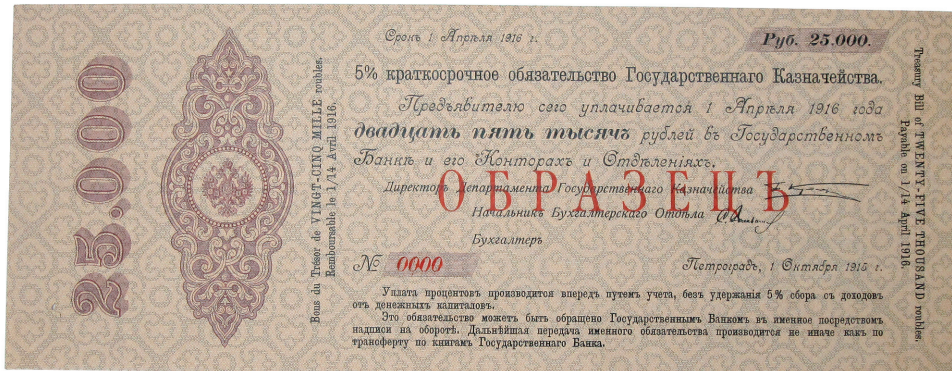 25.000
Bons du Trésor de VINGT-CINQ MILLE roubles.
Remboursable le 1/14 Avril 1916.
Срокъ 1 Апрѣля 1916 г.
Руб. 25.000.
5% краткосрочное обязательство Государственнаго Казначейства.
Предъявителю сего уплачивается 1 Апрѣля 1916 года
двадцать пять тысячъ рублей въ Государственномъ
Банкѣ и его Конторахъ и Отдѣленіяхъ.
Директоръ Департамента Государственнаго Казначейства
ОБРАЗЕЦЪ
Начальникъ Бухгалтерскаго Отдѣла
Бухгалтеръ
№ 0000
Петроградъ, 1 Октября 1915 г.
Уплата процентовъ производится впередъ путемъ учета, безъ удержанія 5% сбора съ доходовъ
отъ денежныхъ капиталовъ.
Это обязательство можетъ быть обращено Государственнымъ Банкомъ въ именное посредствомъ
надписи на оборотѣ. Дальнѣйшая передача именного обязательства производится не иначе какъ по
трансферту по книгамъ Государственнаго Банка.
Treasury Bill of TWENTY-FIVE THOUSAND roubles.
Payable on 1/14 April 1916.